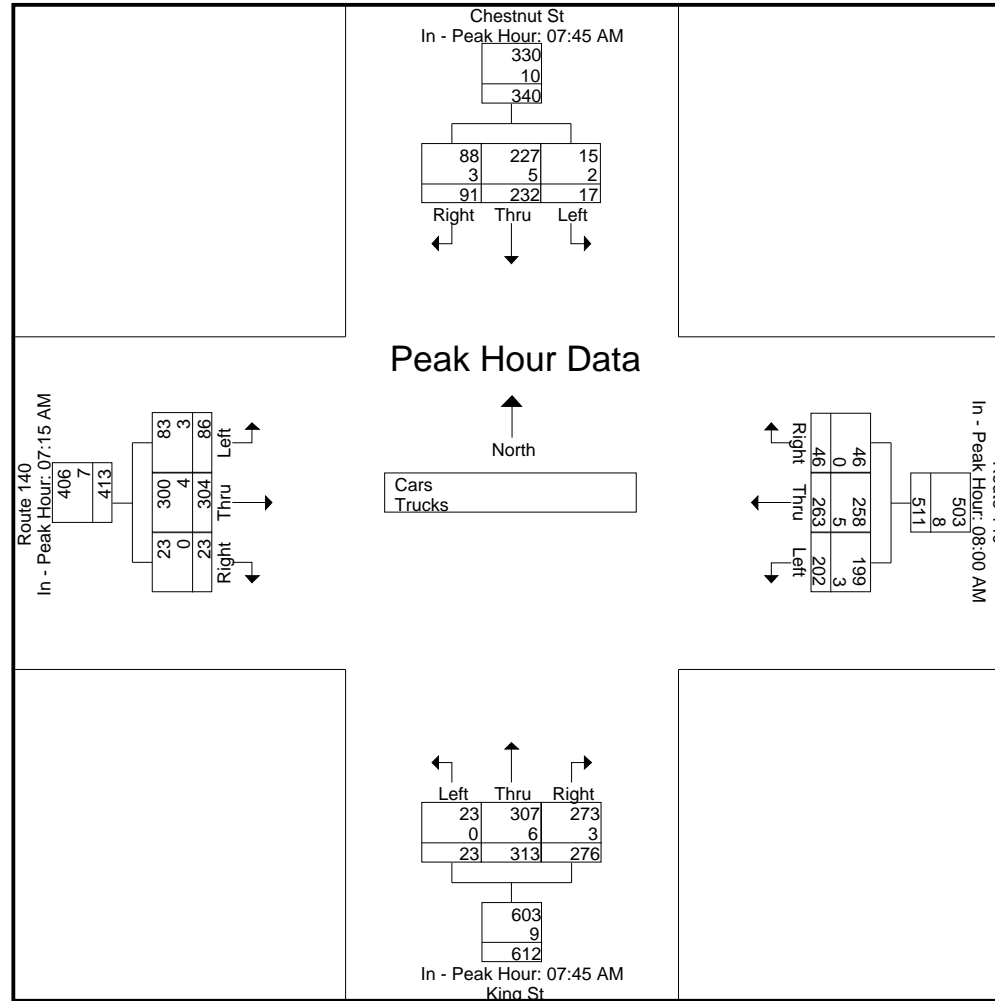 Chestnut St
In - Peak Hour: 07:45 AM
330
10
340
88 227 15
3 5 2
91 232 17
Right Thru Left
Peak Hour Data
North
Cars
Trucks
Route 140
In - Peak Hour: 07:15 AM
406
7
413
83 3 86 Left
300 4 304 Thru
23 0 23 Right
In - Peak Hour: 08:00 AM
503
8
511
Right 46 0 46
Thru 263 5 258
Left 202 3 199
Left Thru Right
23 307 273
0 6 3
23 313 276
603
9
612
In - Peak Hour: 07:45 AM
King St